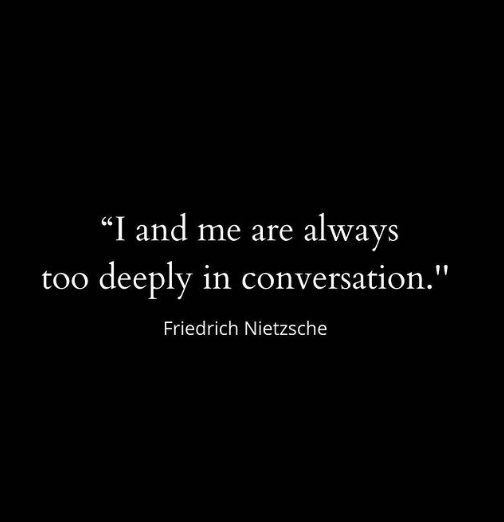 “I and me are always
too deeply in conversation."
Friedrich Nietzsche